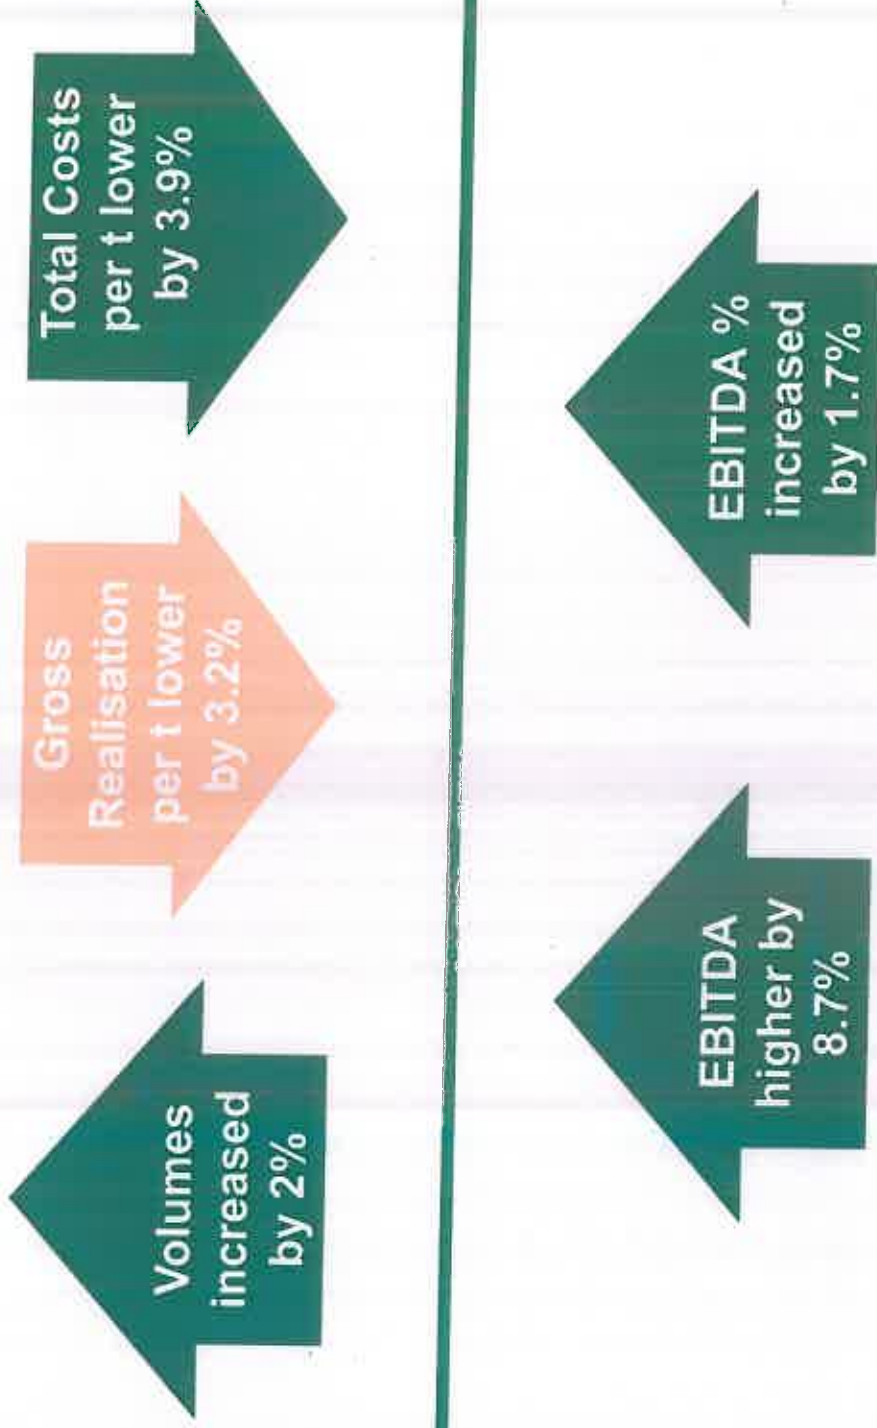 Volumes
increased
by 2%
Gross
Realisation
per t lower
by 3.2%
Total Costs
per t lower
by 3.9%
EBITDA
higher by
8.7%
EBITDA %
increased
by 1.7%